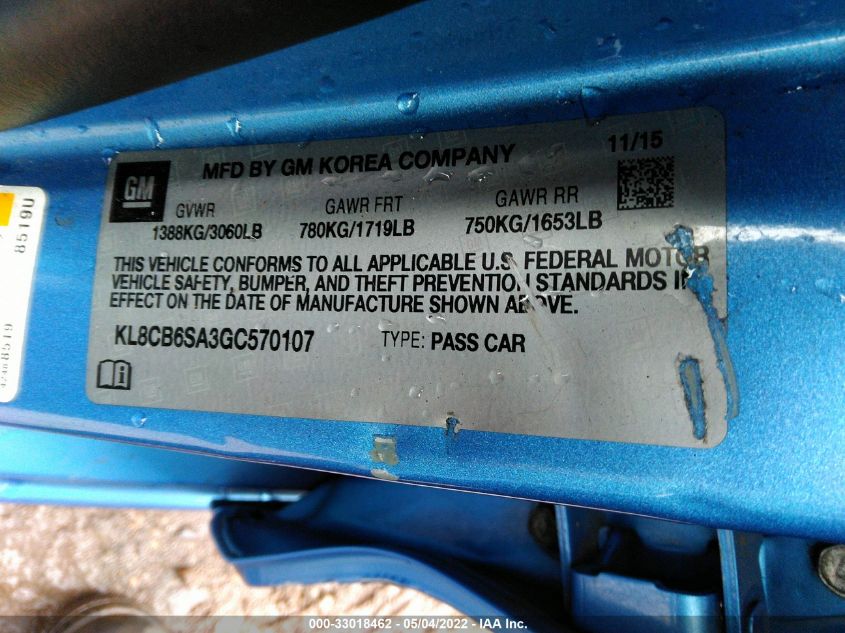 MFD BY GM KOREA COMPANY
11/15
GM
GVWR
GAWR FRT
GAWR RR
1388KG/3060LB
780KG/1719LB
750KG/1653LB
THIS VEHICLE CONFORMS TO ALL APPLICABLE U.S. FEDERAL MOTOR
VEHICLE SAFETY, BUMPER, AND THEFT PREVENTION STANDARDS IN
EFFECT ON THE DATE OF MANUFACTURE SHOWN ABOVE.
KL8CB6SA3GC570107
TYPE: PASS CAR
8519U
42488519
000-33018462 - 05/04/2022 - IAA Inc.